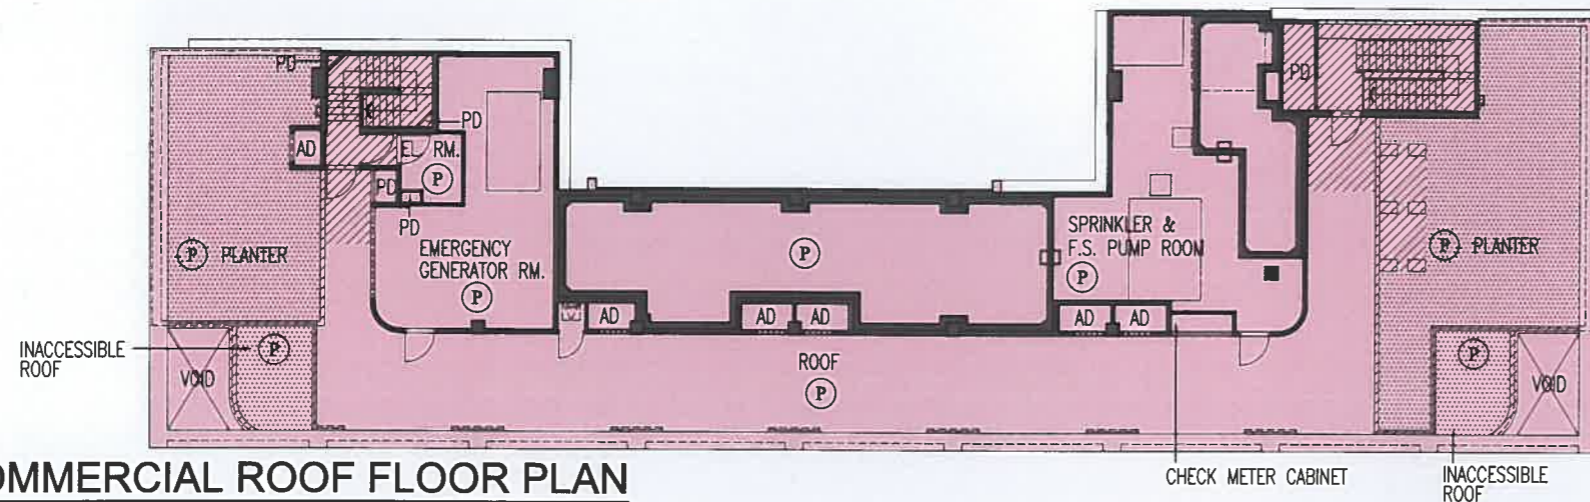 PD
PD
AD
EL RM.
P
PD
PD
P PLANTER
EMERGENCY
GENERATOR RM.
P
P
SPRINKLER &
F.S. PUMP ROOM
P
PD
P PLANTER
AD
AD
AD
AD
AD
INACCESSIBLE
ROOF
P
VOID
ROOF
P
P
VOID
OMMERCIAL ROOF FLOOR PLAN
CHECK METER CABINET
INACCESSIBLE
ROOF